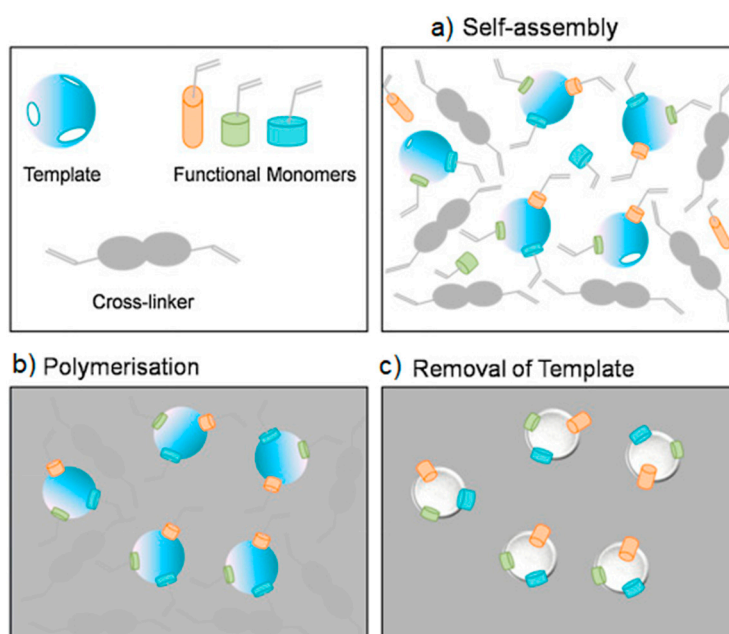 a) Self-assembly
Template
Functional Monomers
Cross-linker
b) Polymerisation
c) Removal of Template